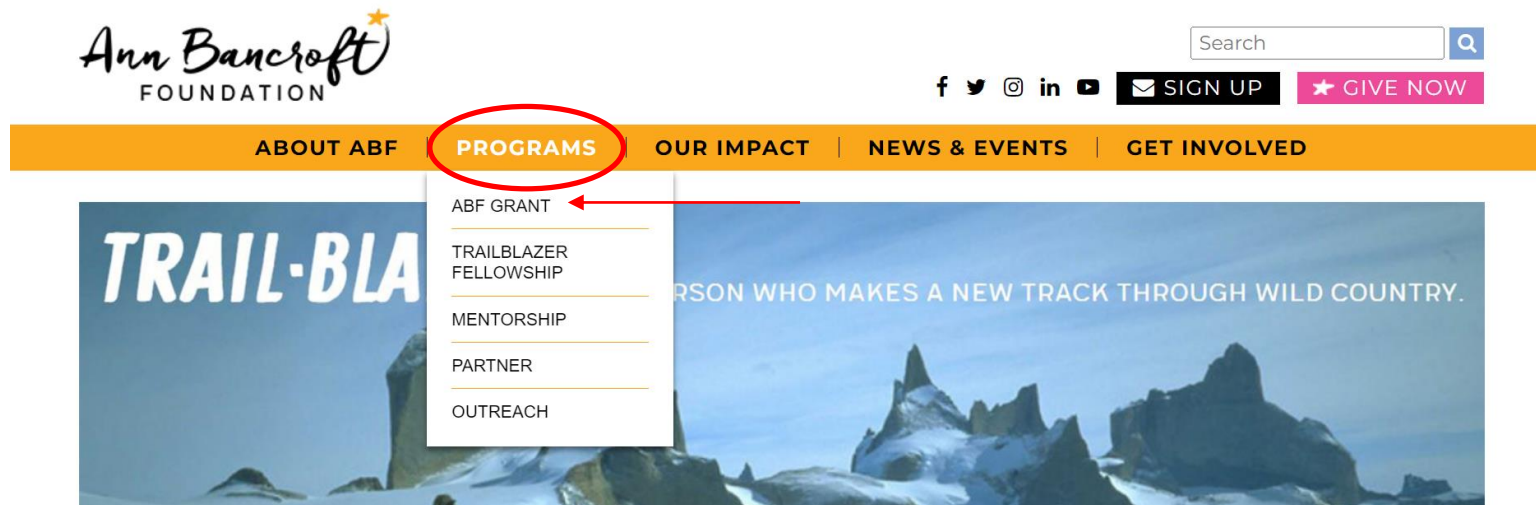 Ann Bancroft
FOUNDATION
Search
f in SIGN UP GIVE NOW
ABOUT ABF | PROGRAMS | OUR IMPACT | NEWS & EVENTS | GET INVOLVED
ABF GRANT
TRAILBLAZER
FELLOWSHIP
MENTORSHIP
PARTNER
OUTREACH
TRAIL·BLA
RSON WHO MAKES A NEW TRACK THROUGH WILD COUNTRY.